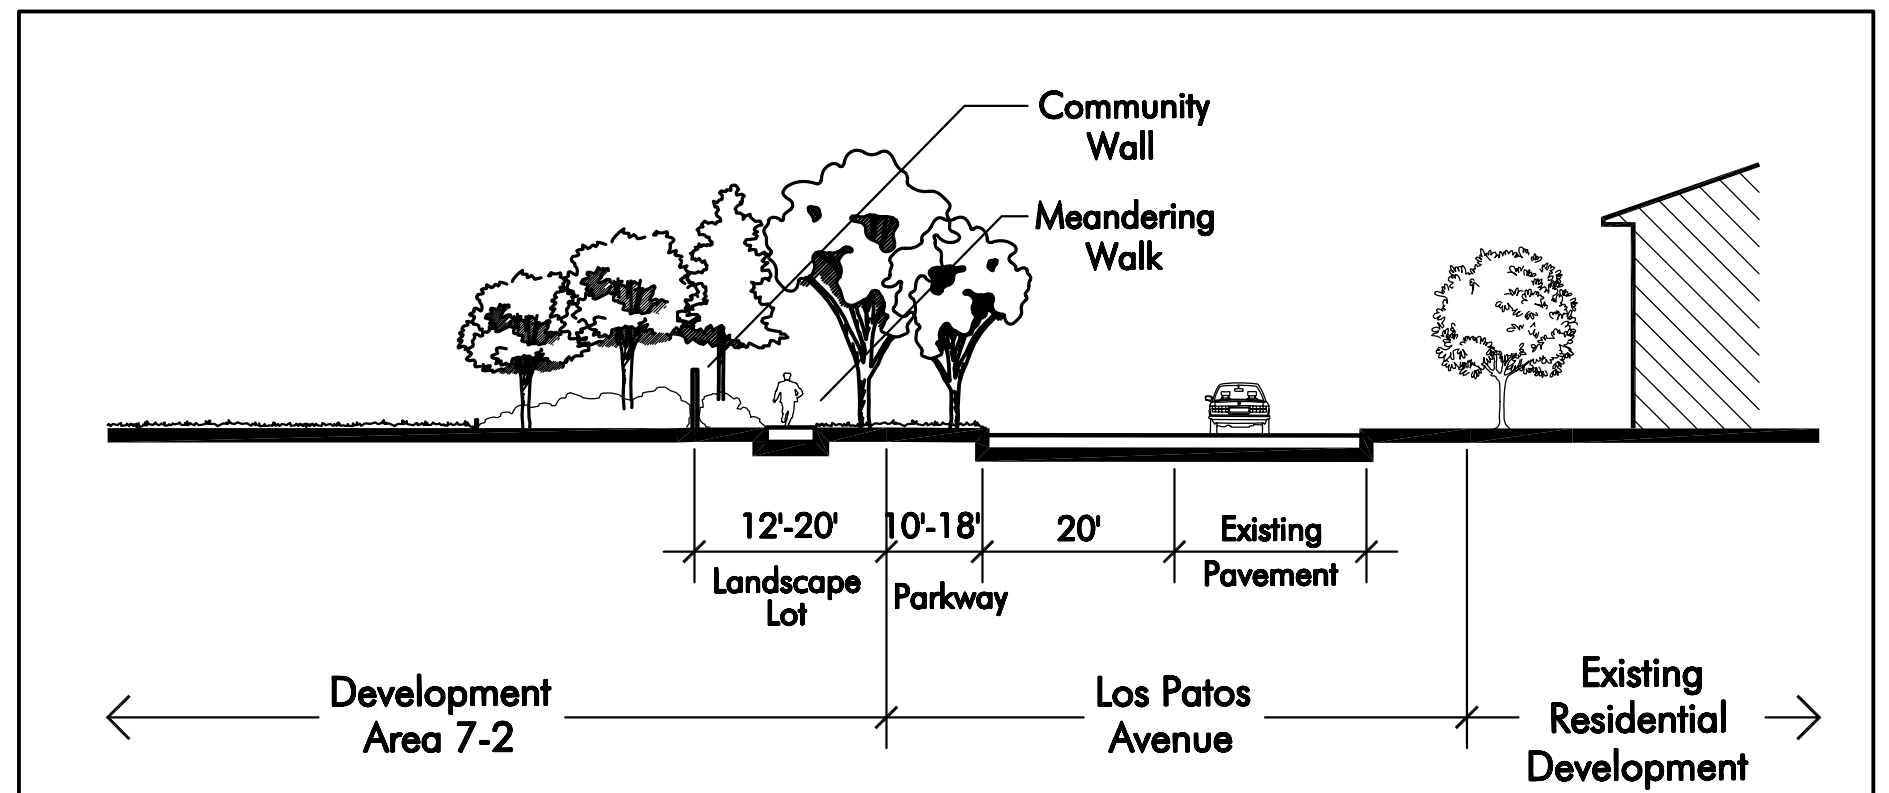 Community
Wall
Meandering
Walk
12'-20'
10'-18'
20'
Existing
Pavement
Landscape
Lot
Parkway
Development
Area 7-2
Los Patos
Avenue
Existing
Residential
Development